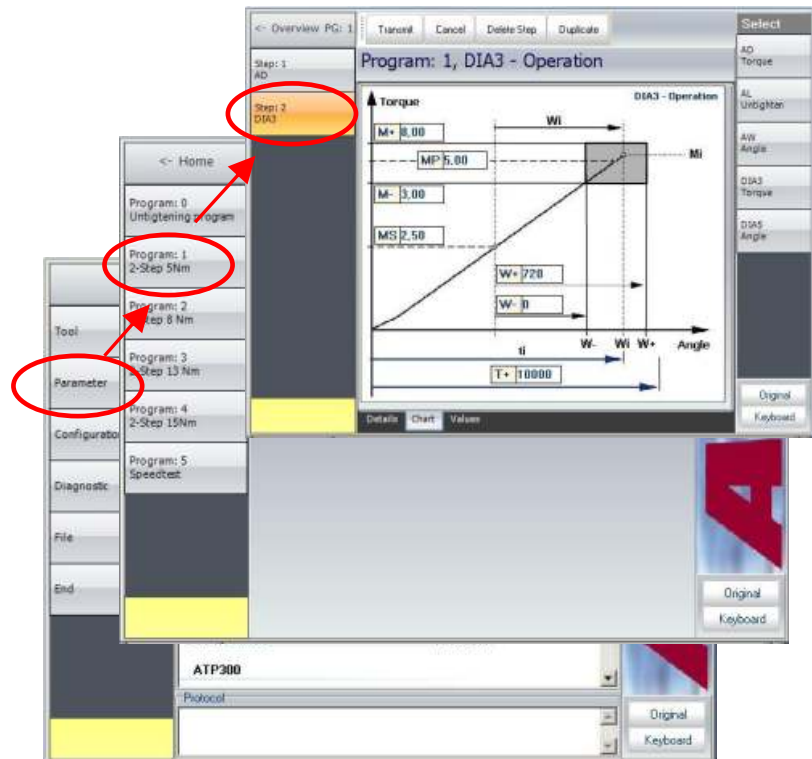 <- Overview PG: 1
Transmit Cancel Delete Step Duplicate
Select
Step: 1
AD
Step: 2
DIA3
Program: 1, DIA3 - Operation
AD
Torque
AL
Untighten
AW
Angle
DIA3
Torque
DIA5
Angle
Torque
DIA3 - Operation
Wi
M+ 8,00
MP 5.00
Mi
M- 3,00
MS 2,50
W+ 720
W- 0
W- Wi W+ Angle
ti
T+ 10000
Details Chart Values
Original
Keyboard
<- Home
Program: 0
Untigtening program
Program: 1
2-Step 5Nm
Program: 2
Step 8 Nm
Program: 3
2-Step 13 Nm
Program: 4
2-Step 15Nm
Program: 5
Speedtest
A
Original
Keyboard
Tool
Parameter
Configurato
Diagnostic
File
End
ATP300
Protocol
Original
Keyboard